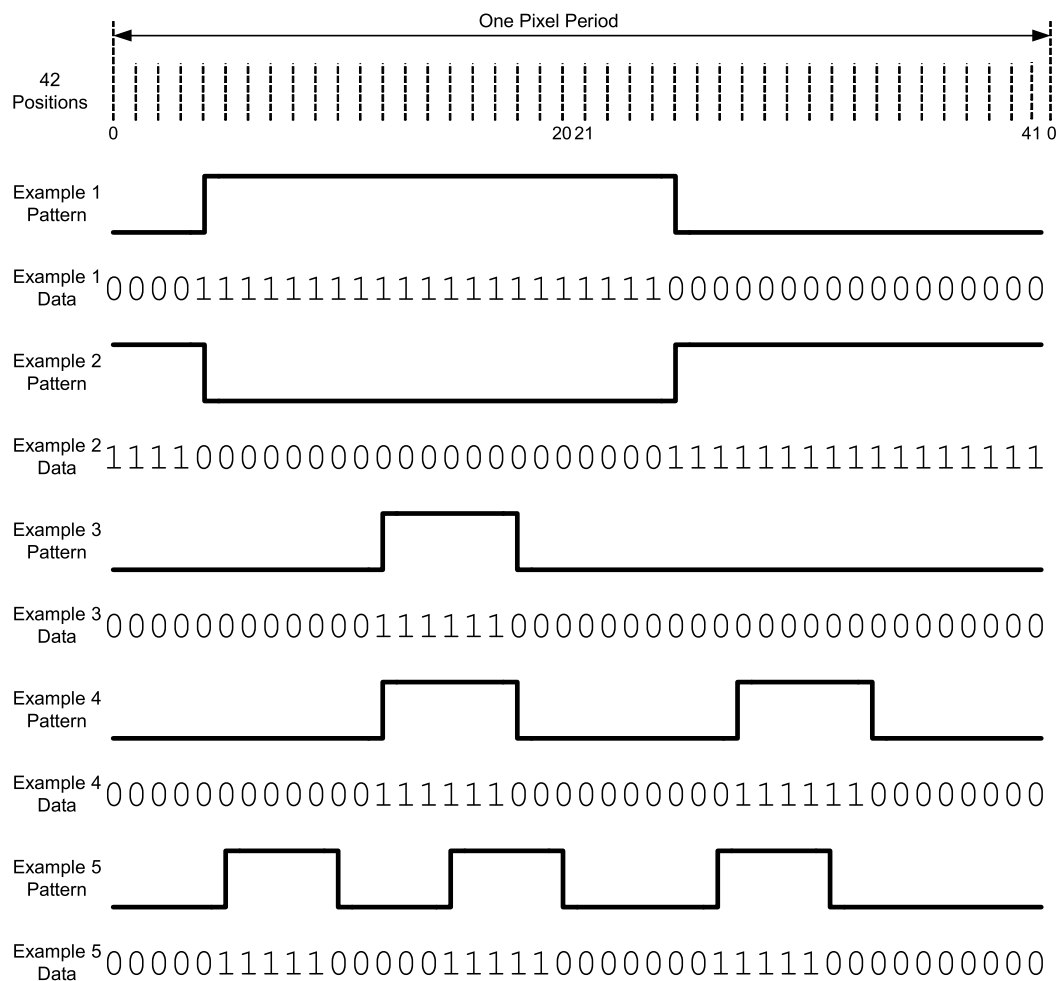 One Pixel Period
42
Positions
0 20 21 41 0
Example 1
Pattern
Example 1
Data
000011111111111111111111100000000000000000
Example 2
Pattern
Example 2
Data
111100000000000000000000011111111111111111
Example 3
Pattern
Example 3
Data
000000000000111111000000000000000000000000
Example 4
Pattern
Example 4
Data
000000000000111111000000000011111100000000
Example 5
Pattern
Example 5
Data
000001111100000111110000000111110000000000